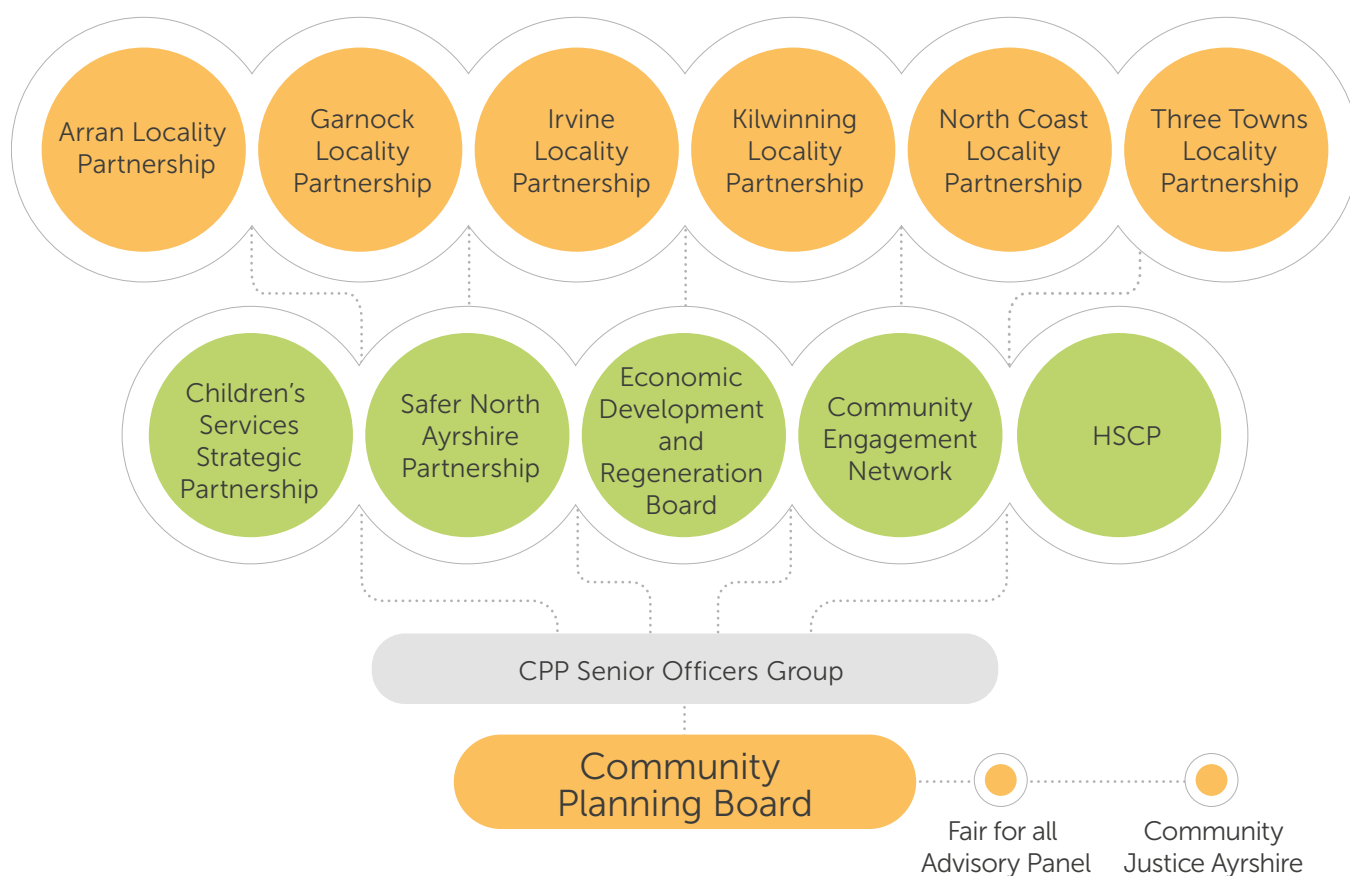 Arran Locality
Partnership
Garnock
Locality
Partnership
Irvine
Locality
Partnership
Kilwinning
Locality
Partnership
North Coast
Locality
Partnership
Three Towns
Locality
Partnership
Children’s
Services
Strategic
Partnership
Safer North
Ayrshire
Partnership
Economic
Development
and
Regeneration
Board
Community
Engagement
Network
HSCP
CPP Senior Officers Group
Community
Planning Board
Fair for all
Advisory Panel
Community
Justice Ayrshire